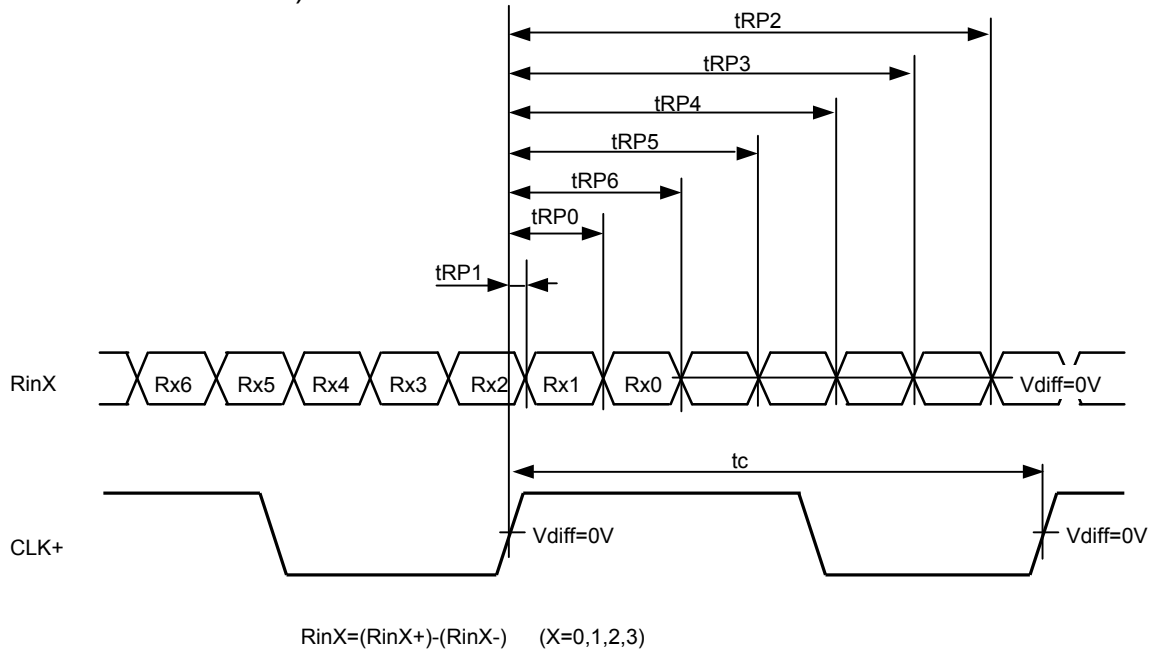 )
tRP2
tRP3
tRP4
tRP5
tRP6
tRP0
tRP1
RinX Rx6 Rx5 Rx4 Rx3 Rx2 Rx1 Rx0 Vdiff=0V
tc
CLK+ Vdiff=0V Vdiff=0V
RinX=(RinX+)-(RinX-) (X=0,1,2,3)